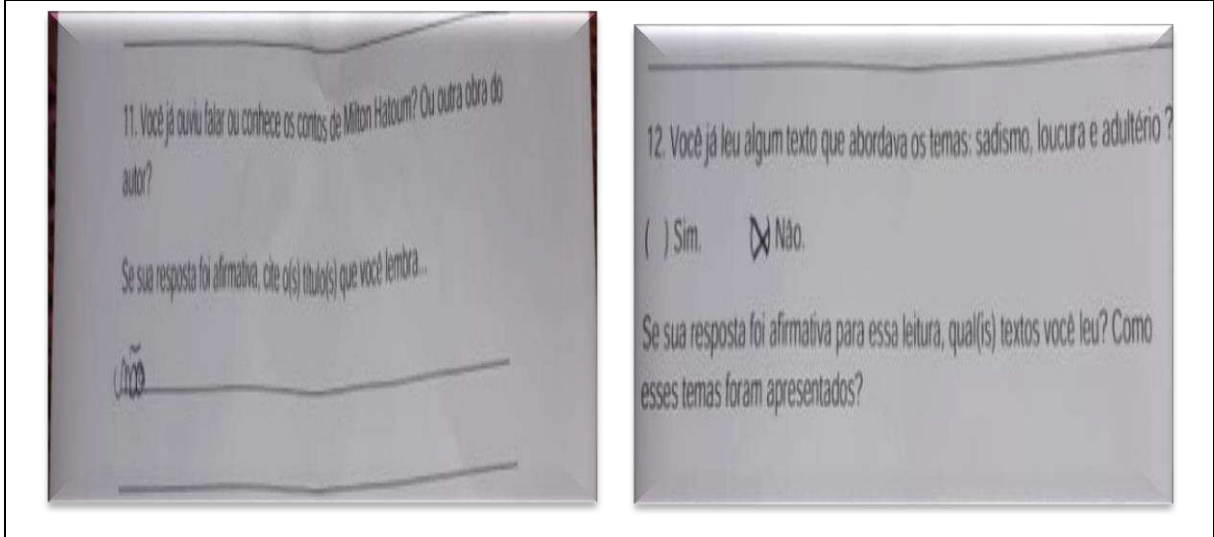 11. Você já ouviu falar ou conhece os contos de Milton Hatoum? Ou outra obra do
autor?
Se sua resposta foi afirmativa, cite o(s) título(s) que você lembra...
não
12. Você já leu algum texto que abordava os temas: sadismo, loucura e adultério ?
( ) Sim. (X) Não.
Se sua resposta foi afirmativa para essa leitura, qual(is) textos você leu? Como
esses temas foram apresentados?